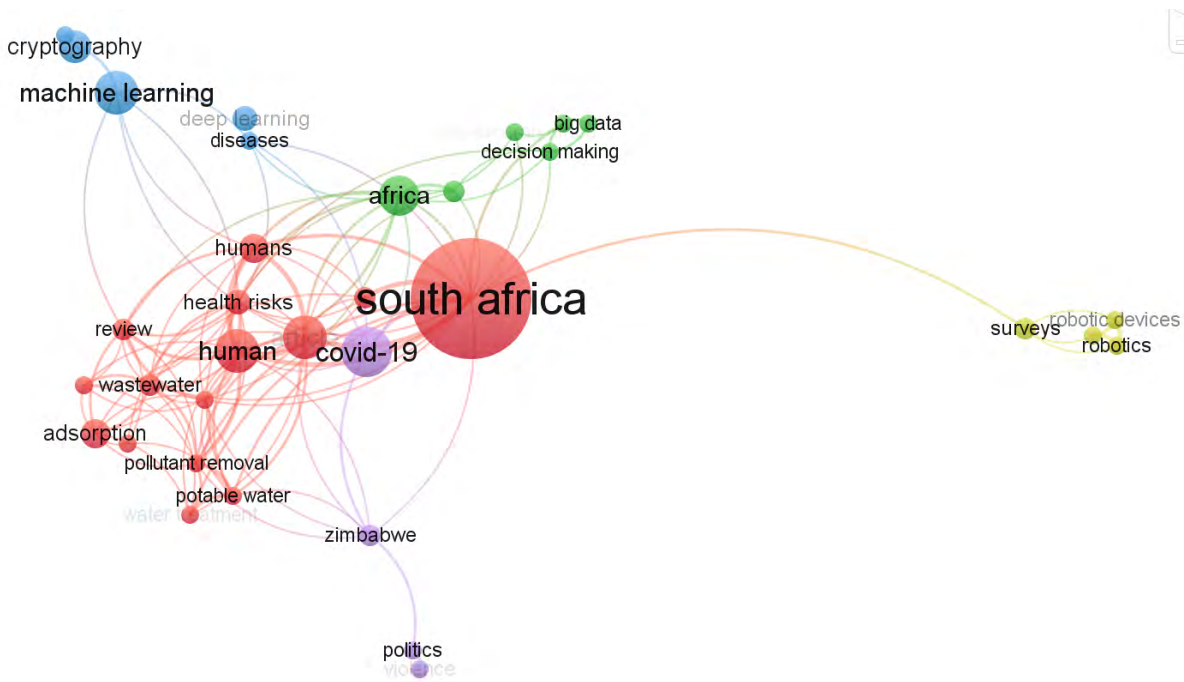 cryptography
machine learning
deep learning
diseases
big data
decision making
africa
humans
health risks
south africa
review
human
covid-19
surveys
robotic devices
robotics
wastewater
adsorption
pollutant removal
potable water
water treatment
zimbabwe
politics
violence